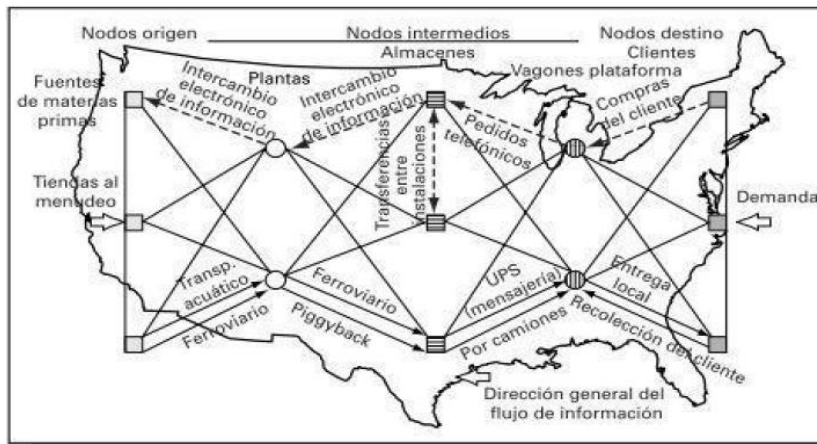 Nodos origen
Nodos intermedios
Nodos destino
Almacenes
Clientes
Fuentes
de materias
primas
Intercambio
electrónico
de información
Plantas
Intercambio
electrónico
de información
Vagones plataforma
Compras
del cliente
Pedidos
telefónicos
Transferencias
entre
instalaciones
Tiendas al
menudeo
Demanda
Transp.
acuático
Ferroviario
Ferroviario
Piggyback
UPS
(mensajería)
Por camiones
Entrega
local
Recolección del cliente
Dirección general del
flujo de información